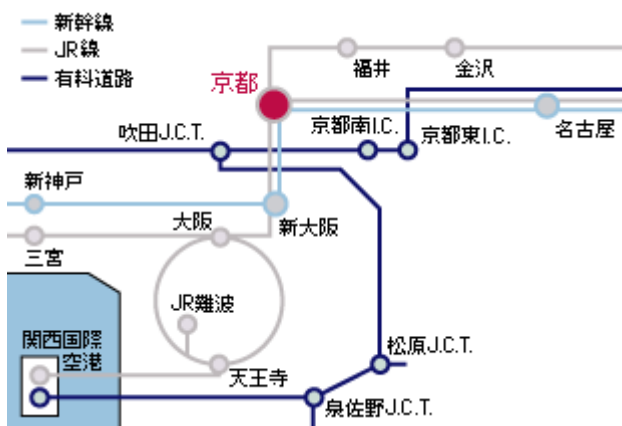 新幹線
JR線
有料道路
京都
福井
金沢
吹田J.C.T.
京都南I.C.
京都東I.C.
名古屋
新神戸
大阪
新大阪
三宮
JR難波
関西国際
空港
天王寺
松原J.C.T.
泉佐野J.C.T.